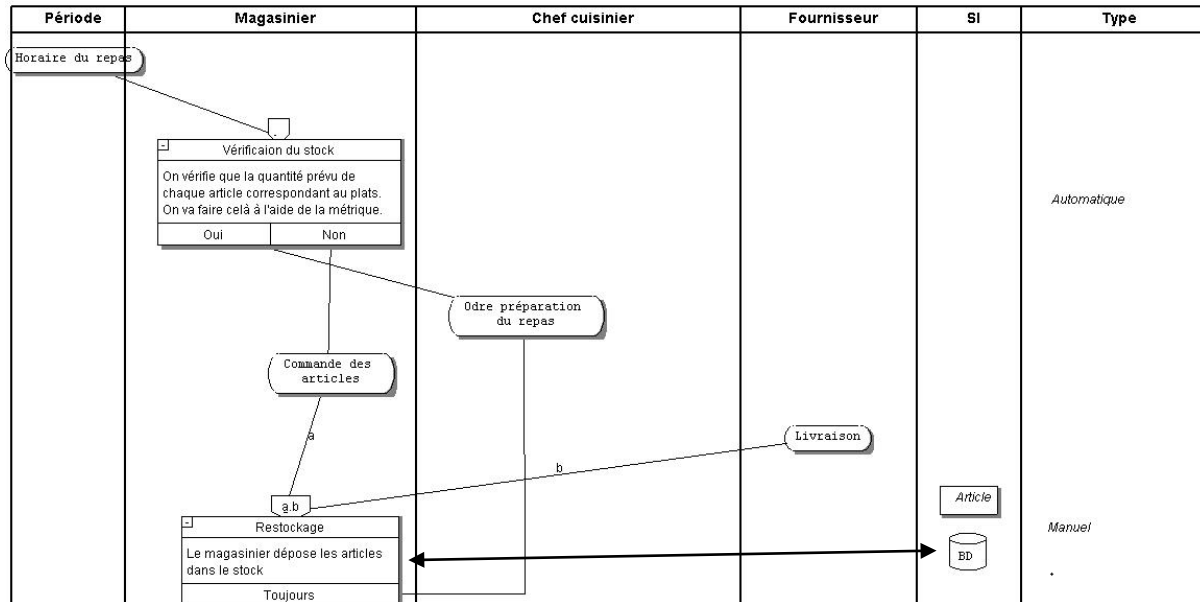 Période Magasinier Chef cuisinier Fournisseur SI Type
Horaire du repas
.
-
Vérificaion du stock
On vérifie que la quantité prévu de
chaque article correspondant au plats.
On va faire celà à l'aide de la métrique.
Oui Non
Automatique
Odre préparation
du repas
Commande des
articles
a
Livraison
b
a.b
Article
-
Restockage
Manuel
Le magasinier dépose les articles
dans le stock
BD
.
Toujours